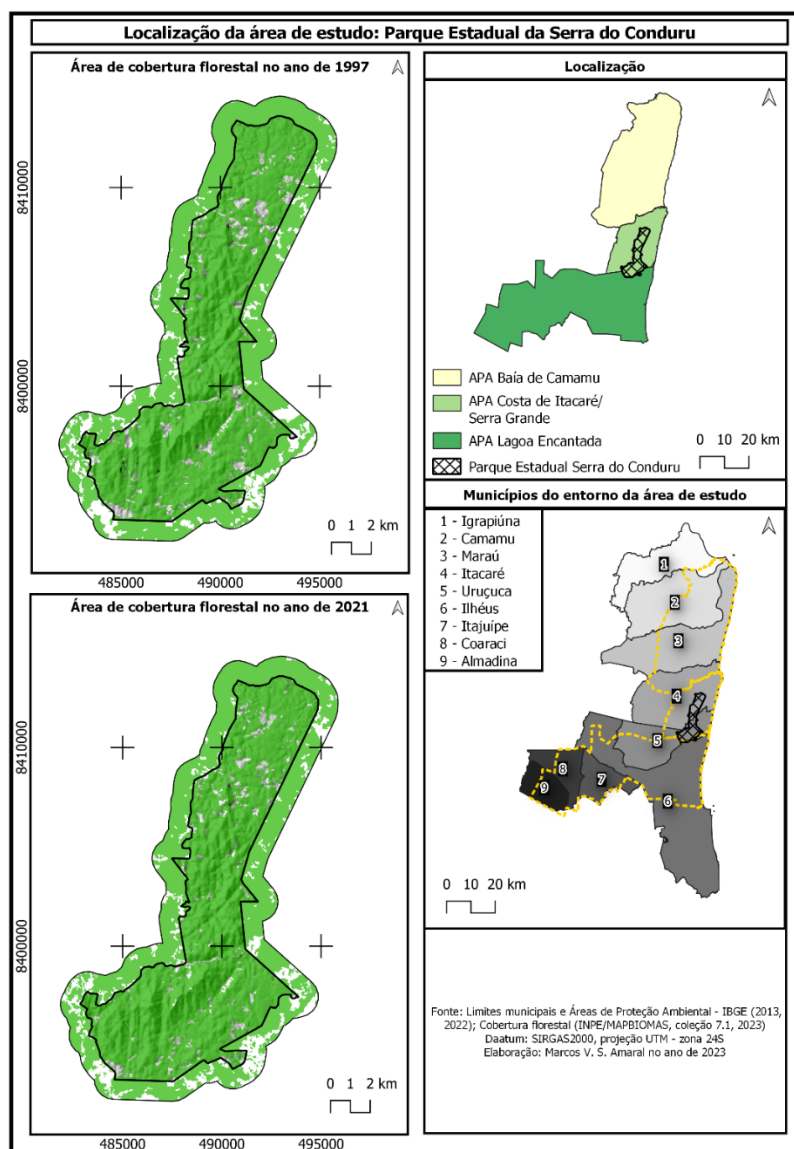 Localização da área de estudo: Parque Estadual da Serra do Conduru
Área de cobertura florestal no ano de 1997
8410000
8400000
0 1 2 km
485000 490000 495000
Área de cobertura florestal no ano de 2021
8410000
8400000
0 1 2 km
485000 490000 495000
Localização
APA Baía de Camamu
APA Costa de Itacaré/
Serra Grande
APA Lagoa Encantada
Parque Estadual Serra do Conduru
0 10 20 km
Municípios do entorno da área de estudo
1 - Igrapiúna
2 - Camamu
3 - Maraú
4 - Itacaré
5 - Uruçuca
6 - Ilhéus
7 - Itajuípe
8 - Coaraci
9 - Almadina
1
2
3
4
5
8
7
9
6
0 10 20 km
Fonte: Limites municipais e Áreas de Proteção Ambiental - IBGE (2013,
2022); Cobertura florestal (INPE/MAPBIOMAS, coleção 7.1, 2023)
Daatum: SIRGAS2000, projeção UTM - zona 24S
Elaboração: Marcos V. S. Amaral no ano de 2023